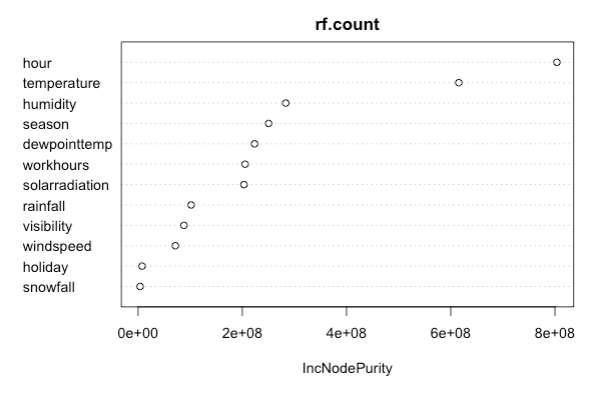 rf.count
hour
temperature
humidity
season
dewpointtemp
workhours
solarradiation
rainfall
visibility
windspeed
holiday
snowfall
0e+00 2e+08 4e+08 6e+08 8e+08
IncNodePurity